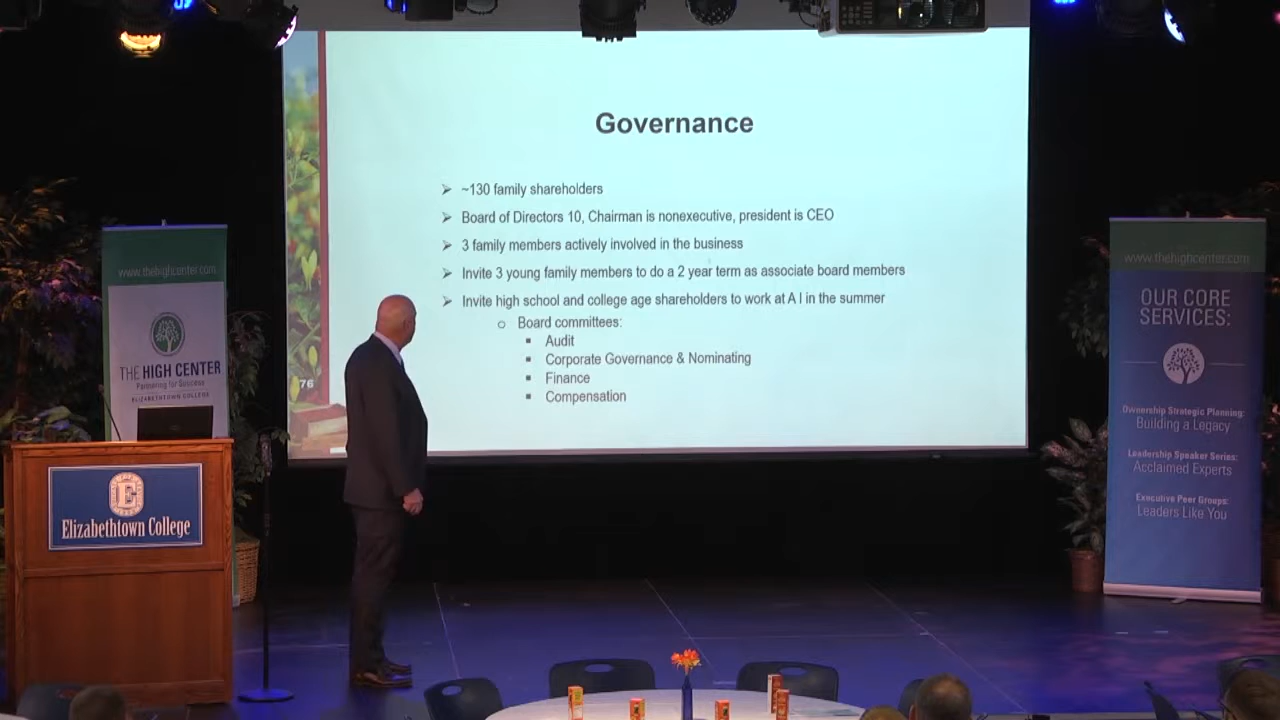 Governance
~130 family shareholders
Board of Directors 10, Chairman is nonexecutive, president is CEO
3 family members actively involved in the business
Invite 3 young family members to do a 2 year term as associate board members
Invite high school and college age shareholders to work at A I in the summer
Board committees:
Audit
Corporate Governance & Nominating
Finance
Compensation
76
www.thehighcenter.com
THE HIGH CENTER
Partnering for Success
ELIZABETHTOWN COLLEGE
E
Elizabethtown College
www.thehighcenter.com
OUR CORE
SERVICES:
Ownership Strategic Planning:
Building a Legacy
Leadership Speaker Series:
Acclaimed Experts
Executive Peer Groups:
Leaders Like You